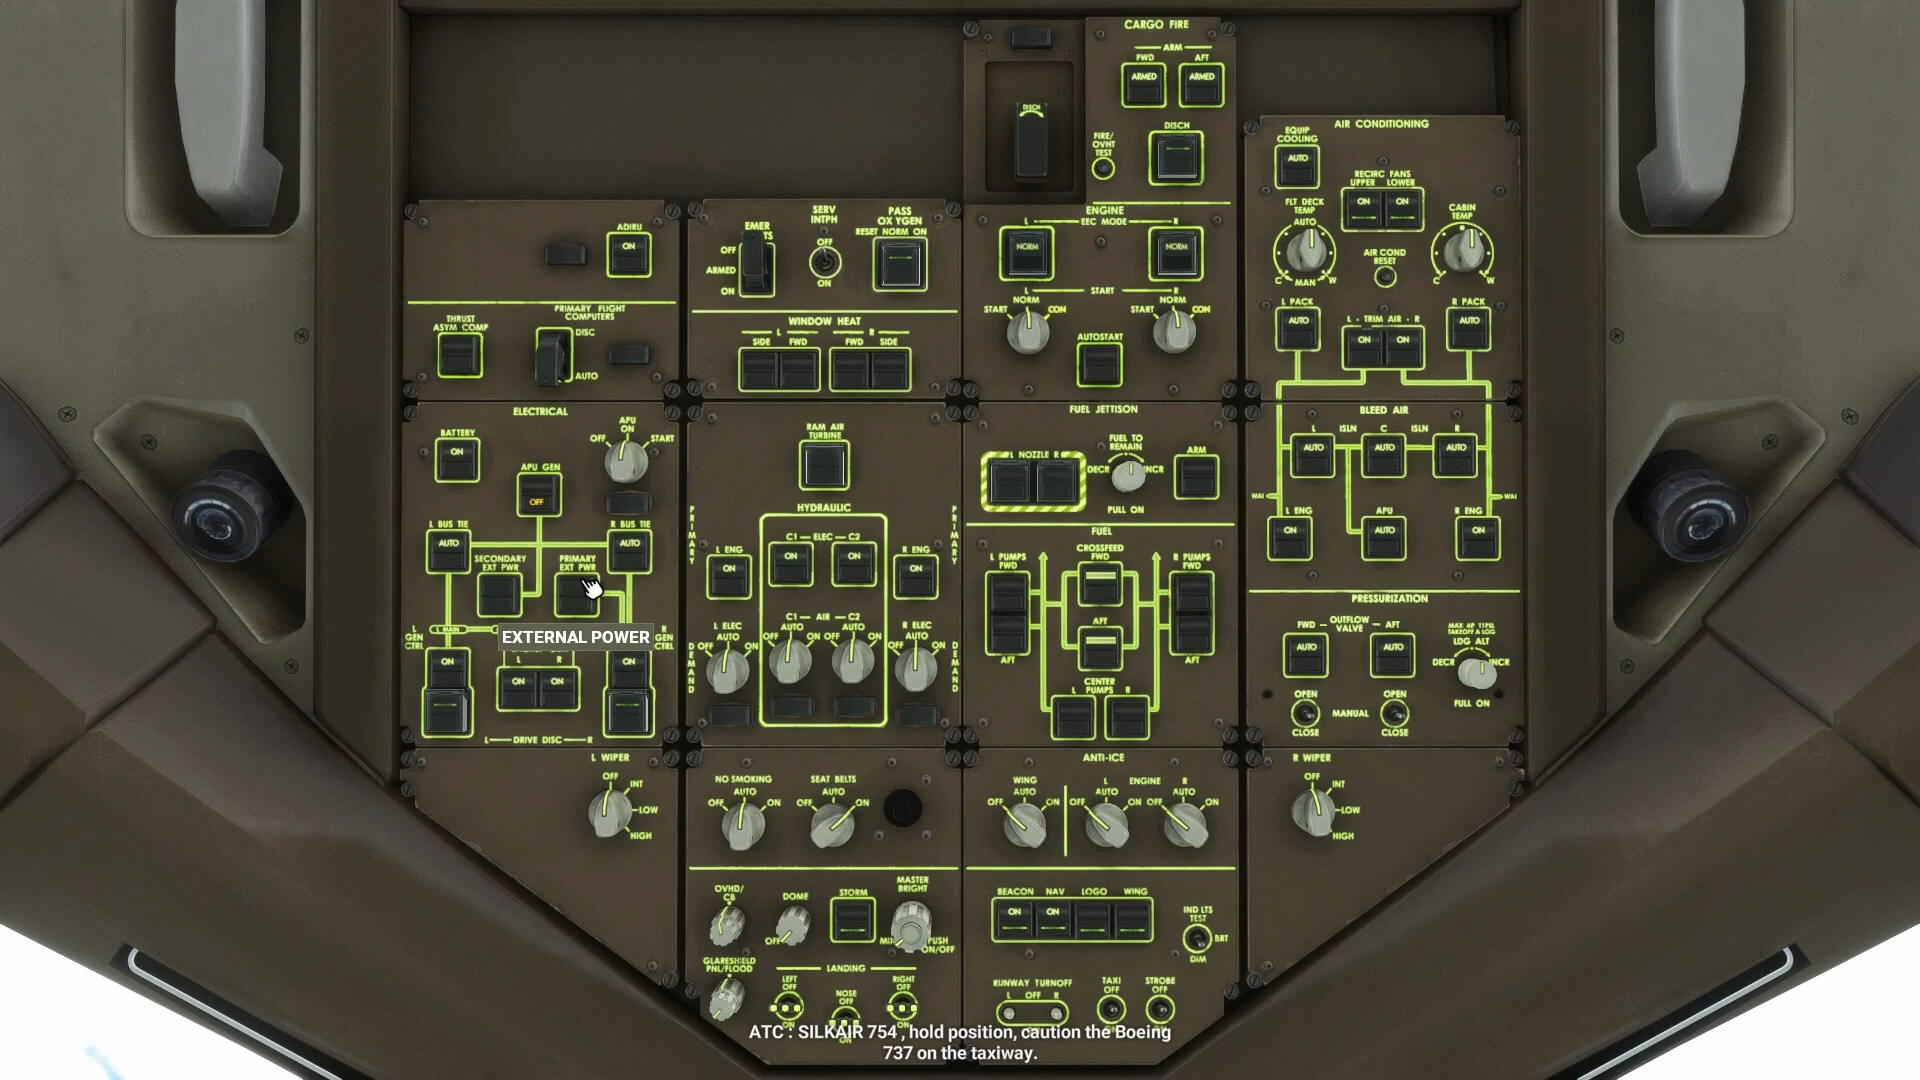 CARGO FIRE
ARM
FWD AFT
ARMED ARMED
DISCH
DISCH
FIRE/
OVHT
TEST
AIR CONDITIONING
EQUIP
COOLING
AUTO
RECIRC FANS
UPPER LOWER
ON ON
FLT DECK
TEMP
AUTO
C MAN W
AIR COND
RESET
CABIN
TEMP
C W
L PACK
AUTO
L - TRIM AIR - R
ON ON
R PACK
AUTO
ADIRU
ON
THRUST
ASYM COMP
PRIMARY FLIGHT
COMPUTERS
DISC
AUTO
EMER
OFF
ARMED
ON
SERV
INTPH
OFF
ON
PASS
OXYGEN
RESET NORM ON
WINDOW HEAT
L R
SIDE FWD FWD SIDE
ENGINE
L EEC MODE R
NORM NORM
L START R
START NORM CON
START NORM CON
AUTOSTART
ELECTRICAL
BATTERY
ON
APU
ON
OFF START
APU GEN
OFF
L BUS TIE
AUTO
R BUS TIE
AUTO
SECONDARY
EXT PWR
PRIMARY
EXT PWR
EXTERNAL POWER
L MAIN
L
GEN
CTRL
ON
R
GEN
CTRL
ON
L R
ON ON
L DRIVE DISC R
RAM AIR
TURBINE
HYDRAULIC
PRIMARY
PRIMARY
L ENG
ON
C1 ELEC C2
ON ON
R ENG
ON
C1 AIR C2
L ELEC
AUTO
OFF ON
AUTO
OFF ON
AUTO
OFF ON
R ELEC
AUTO
OFF ON
DEMAND
DEMAND
FUEL JETTISON
L NOZZLE R
FUEL TO
REMAIN
DECR INCR
PULL ON
ARM
FUEL
L PUMPS
FWD
AFT
CROSSFEED
FWD
AFT
R PUMPS
FWD
AFT
CENTER
L PUMPS R
BLEED AIR
L ISLN C ISLN R
AUTO AUTO AUTO
WAI WAI
L ENG
ON
APU
AUTO
R ENG
ON
PRESSURIZATION
FWD OUTFLOW VALVE AFT
AUTO AUTO
LDG ALT
DECR INCR
OPEN OPEN
MANUAL
CLOSE CLOSE
L WIPER
OFF
INT
LOW
HIGH
NO SMOKING
AUTO
OFF ON
SEAT BELTS
AUTO
OFF ON
ANTI-ICE
WING
AUTO
OFF ON
L ENGINE R
AUTO
OFF ON
AUTO
OFF ON
R WIPER
OFF
INT
LOW
HIGH
OVHD/
CB
DOME
OFF
STORM
MASTER
BRIGHT
PUSH
ON/OFF
GLARESHIELD
PNL/FLOOD
LANDING
LEFT
OFF
ON
NOSE
OFF
ON
RIGHT
OFF
ON
BEACON NAV LOGO WING
ON ON
IND LTS
TEST
BRT
DIM
RUNWAY TURNOFF
L OFF R
TAXI
OFF
STROBE
OFF
ATC : SILKAIR 754 , hold position, caution the Boeing
737 on the taxiway.